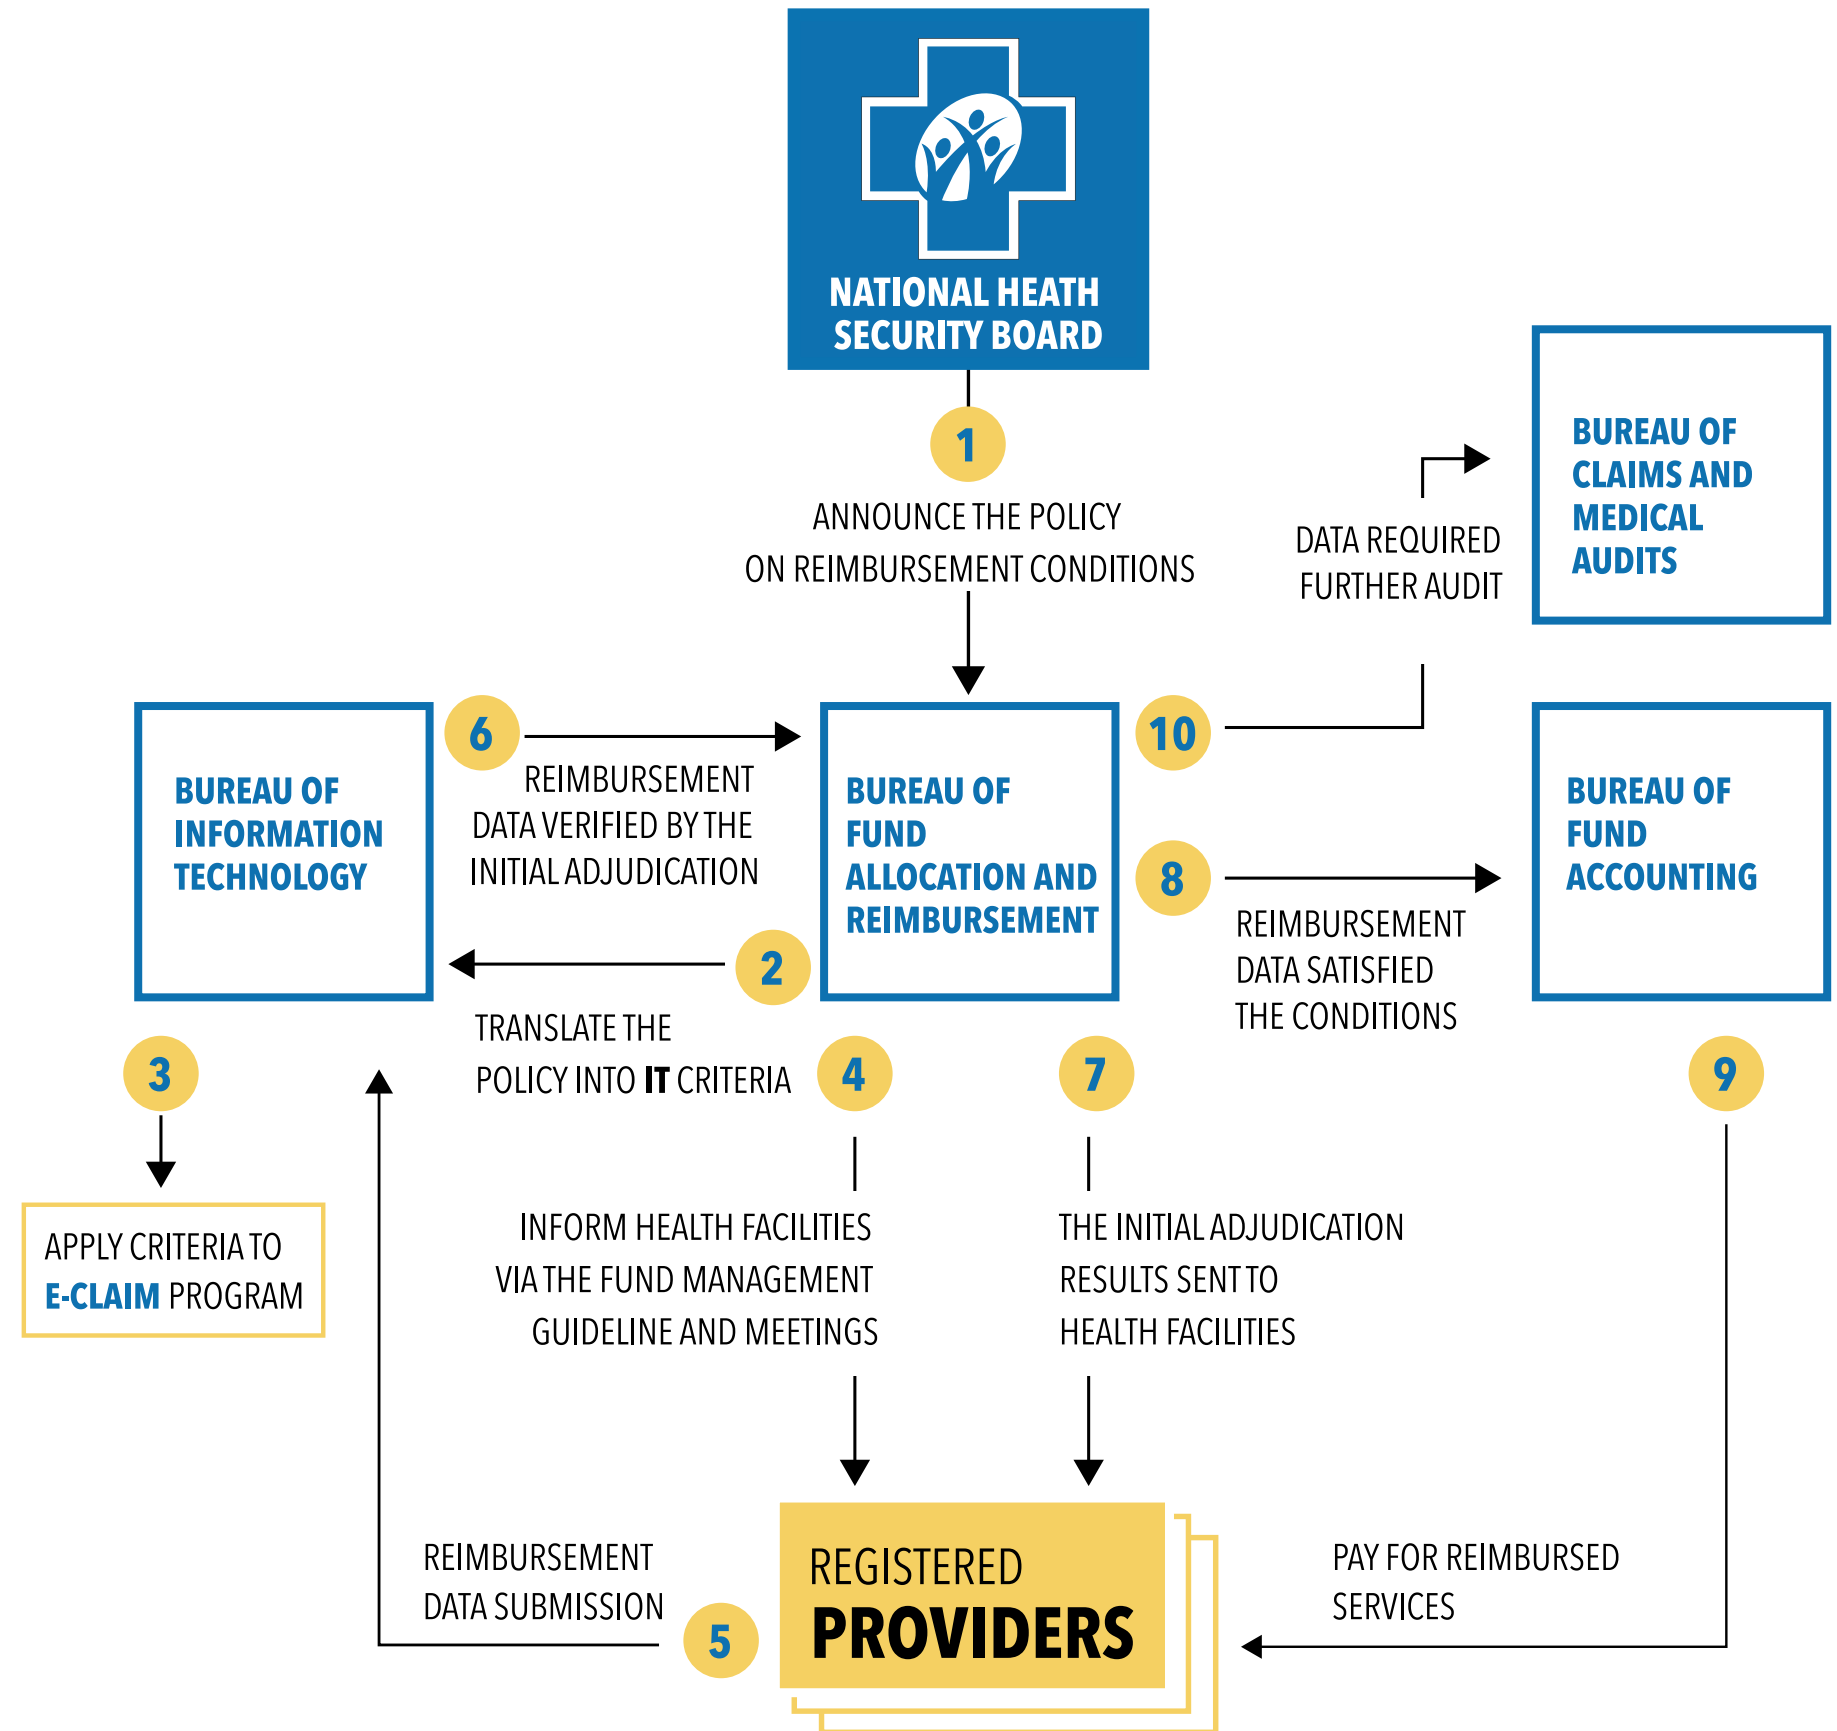 NATIONAL HEATH
SECURITY BOARD
1
ANNOUNCE THE POLICY
ON REIMBURSEMENT CONDITIONS
DATA REQUIRED
FURTHER AUDIT
BUREAU OF
CLAIMS AND
MEDICAL
AUDITS
BUREAU OF
INFORMATION
TECHNOLOGY
6
REIMBURSEMENT
DATA VERIFIED BY THE
INITIAL ADJUDICATION
2
TRANSLATE THE
POLICY INTO IT CRITERIA
BUREAU OF
FUND
ALLOCATION AND
REIMBURSEMENT
10
8
REIMBURSEMENT
DATA SATISFIED
THE CONDITIONS
BUREAU OF
FUND
ACCOUNTING
3
APPLY CRITERIA TO
E-CLAIM PROGRAM
4
INFORM HEALTH FACILITIES
VIA THE FUND MANAGEMENT
GUIDELINE AND MEETINGS
7
THE INITIAL ADJUDICATION
RESULTS SENT TO
HEALTH FACILITIES
9
REIMBURSEMENT
DATA SUBMISSION
5
REGISTERED
PROVIDERS
PAY FOR REIMBURSED
SERVICES